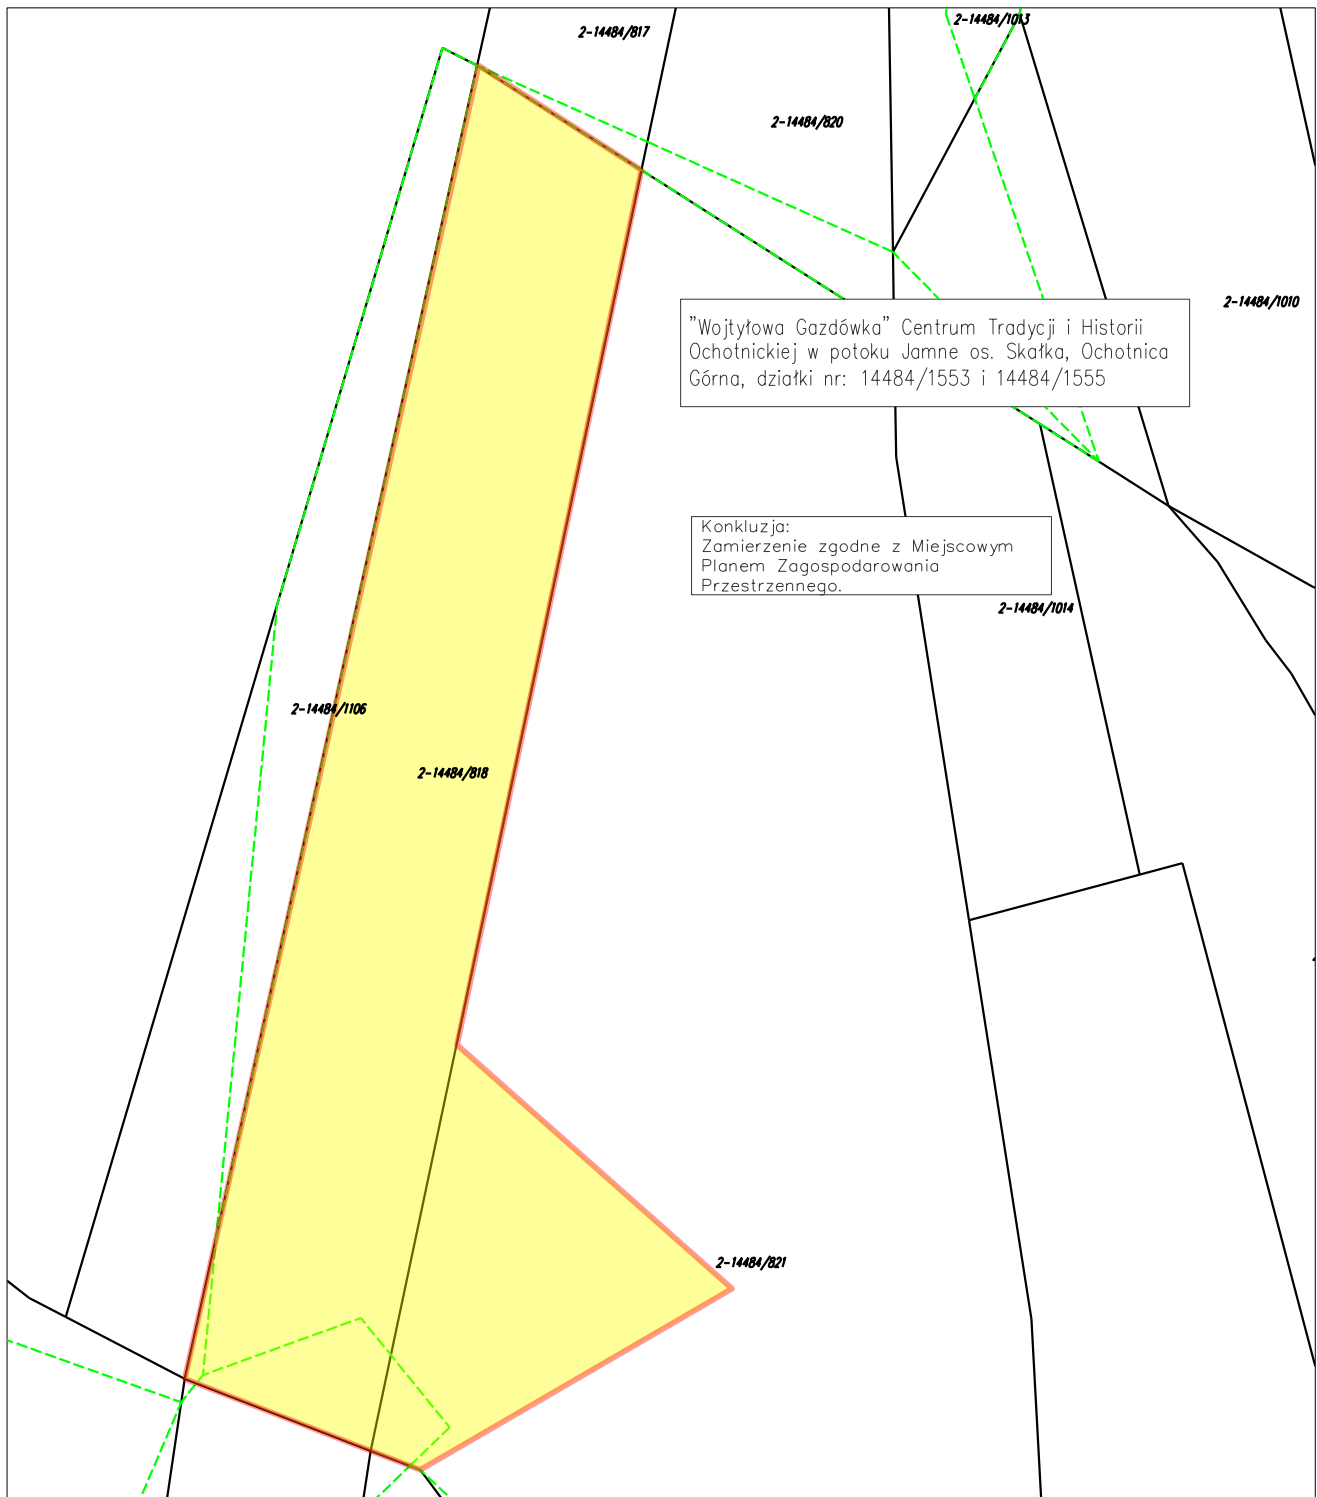 2-14484/817
2-14484/1013
2-14484/820
2-14484/1010
"Wojtyłowa Gazdówka" Centrum Tradycji i Historii
Ochotnickiej w potoku Jamne os. Skałka, Ochotnica
Górna, działki nr: 14484/1553 i 14484/1555
Konkluzja:
Zamierzenie zgodne z Miejscowym
Planem Zagospodarowania
Przestrzennego.
2-14484/1014
2-14484/1106
2-14484/818
2-14484/821